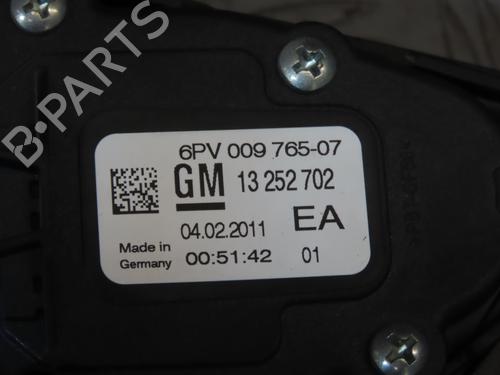 B-PARTS
6PV 009 765-07
GM 13 252 702
04.02.2011 EA
Made in
Germany 00:51:42 01